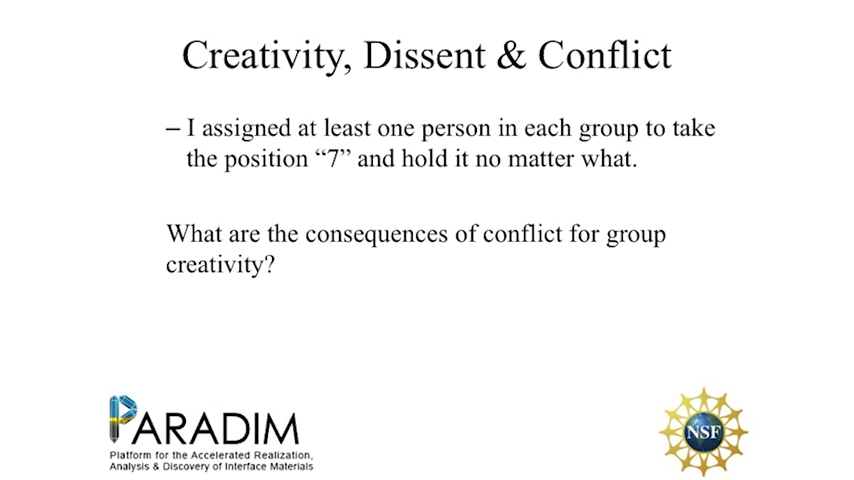 Creativity, Dissent & Conflict
– I assigned at least one person in each group to take
the position “7” and hold it no matter what.
What are the consequences of conflict for group
creativity?
PARADIM
Platform for the Accelerated Realization,
Analysis & Discovery of Interface Materials
NSF